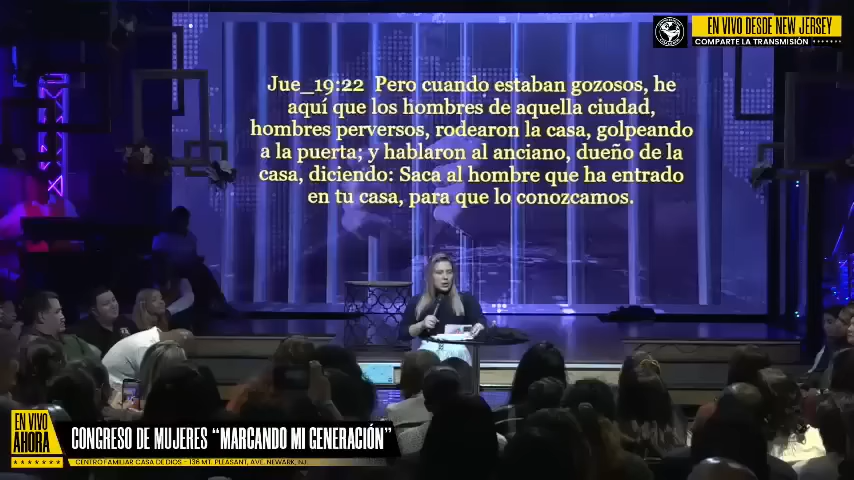 EN VIVO DESDE NEW JERSEY
COMPARTE LA TRANSMISIÓN
Jue_19:22 Pero cuando estaban gozosos, he
aquí que los hombres de aquella ciudad,
hombres perversos, rodearon la casa, golpeando
a la puerta; y hablaron al anciano, dueño de la
casa, diciendo: Saca al hombre que ha entrado
en tu casa, para que lo conozcamos.
EN VIVO
AHORA
CONGRESO DE MUJERES “MARCANDO MI GENERACIÓN”
CENTRO FAMILIAR CASA DE DIOS - 136 MT. PLEASANT, AVE. NEWARK, NJ.